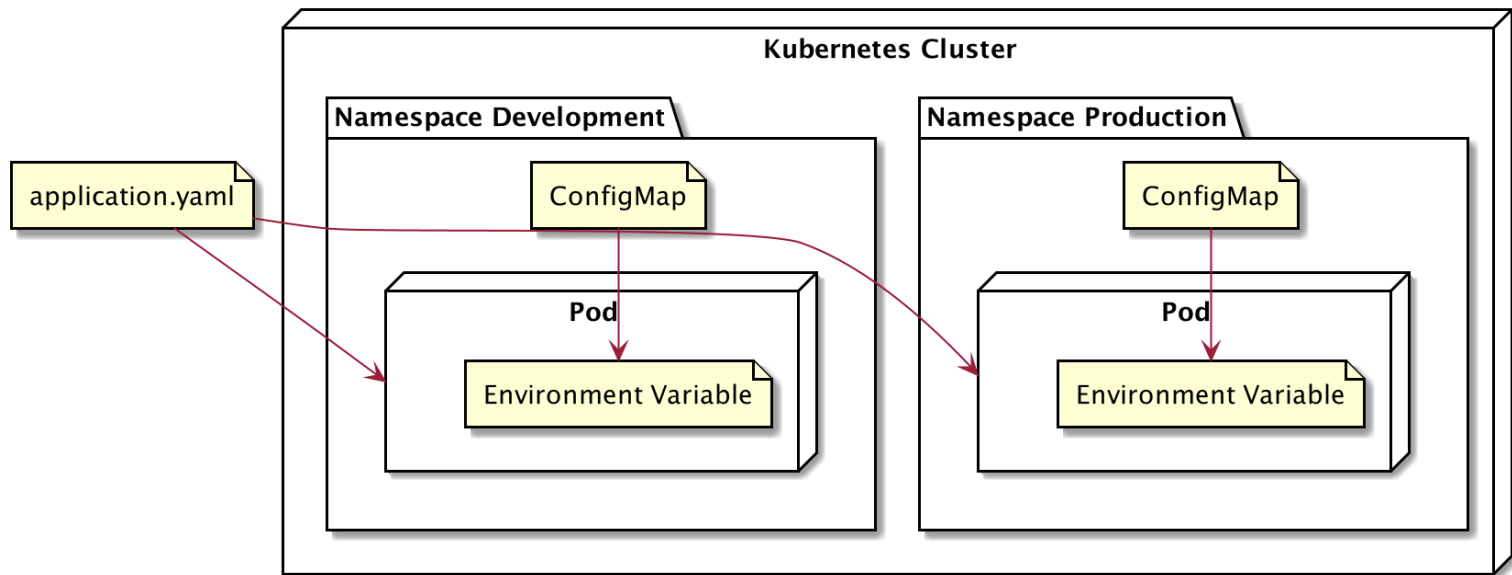 Kubernetes Cluster
Namespace Development
Namespace Production
application.yaml
ConfigMap
ConfigMap
Pod
Pod
Environment Variable
Environment Variable